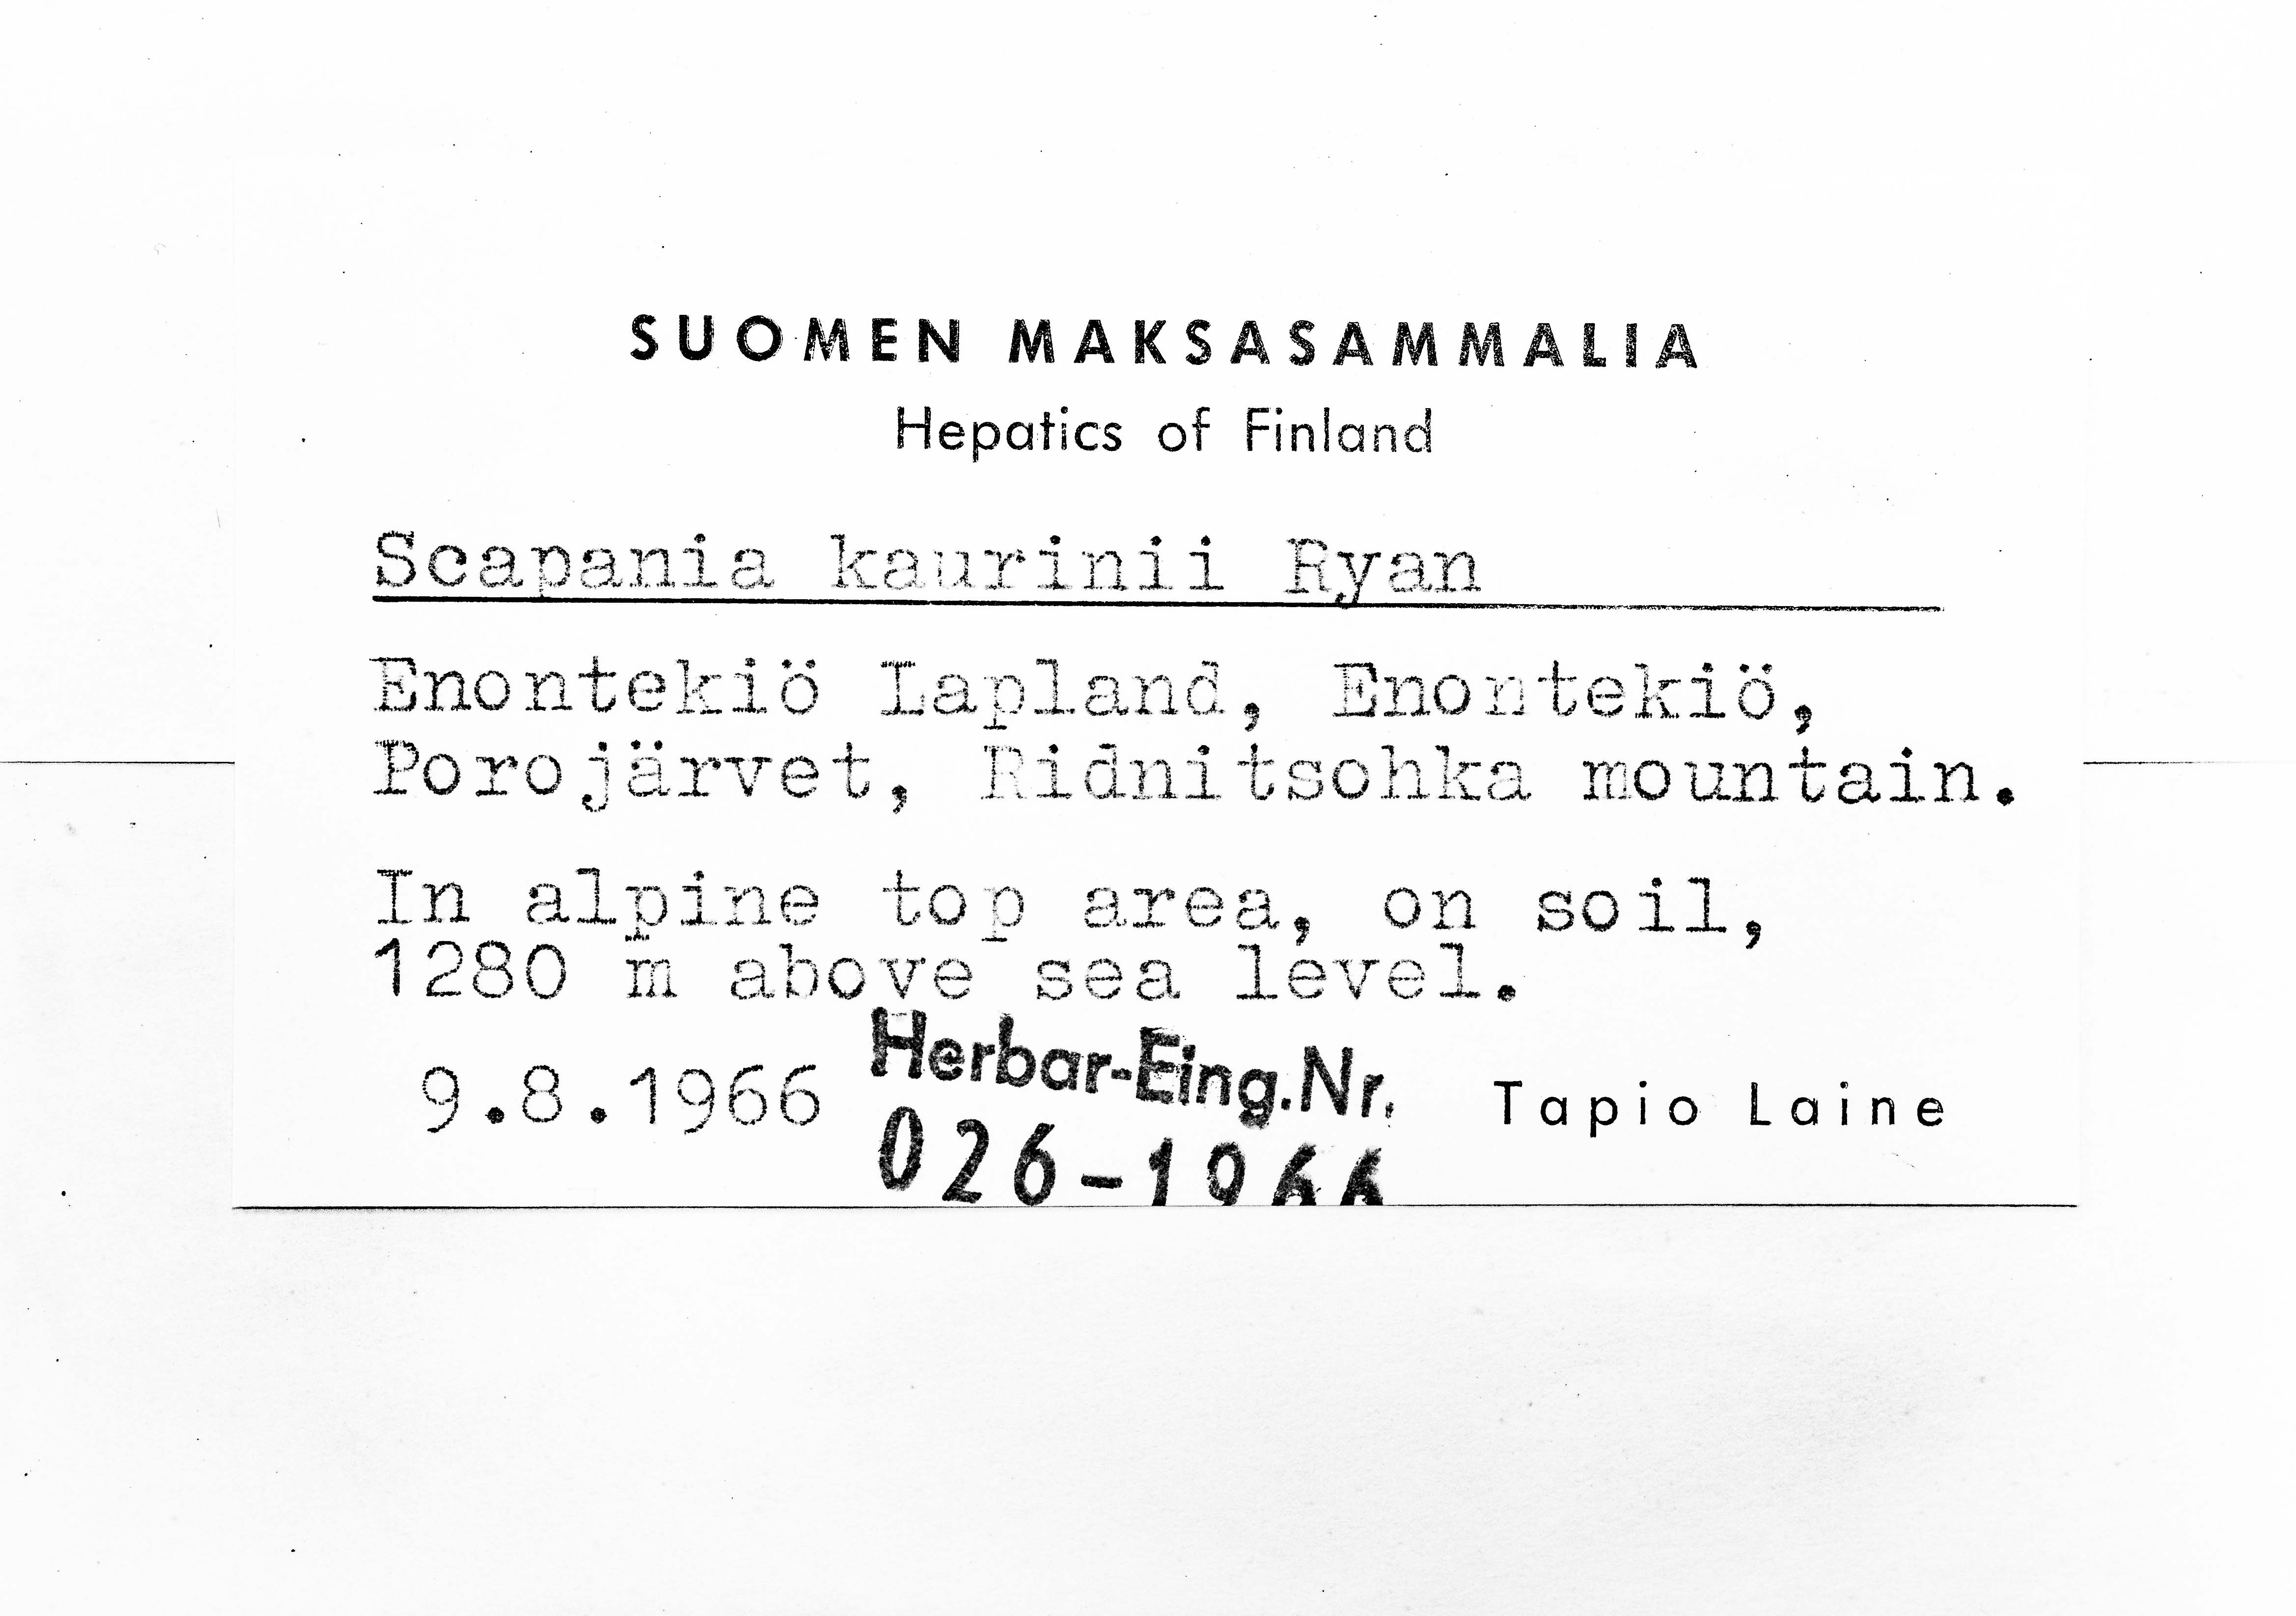 SUOMEN MAKSASAMMALIA
Hepatics of Finland
Scapania kaurinii Ryan
Enontekiö Lapland, Enontekiö,
Porojärvet, Ridnitsohka mountain.
In alpine top area, on soil,
1280 m above sea level.
9.8.1966
Herbar-Eing.Nr.
026-1966
Tapio Laine